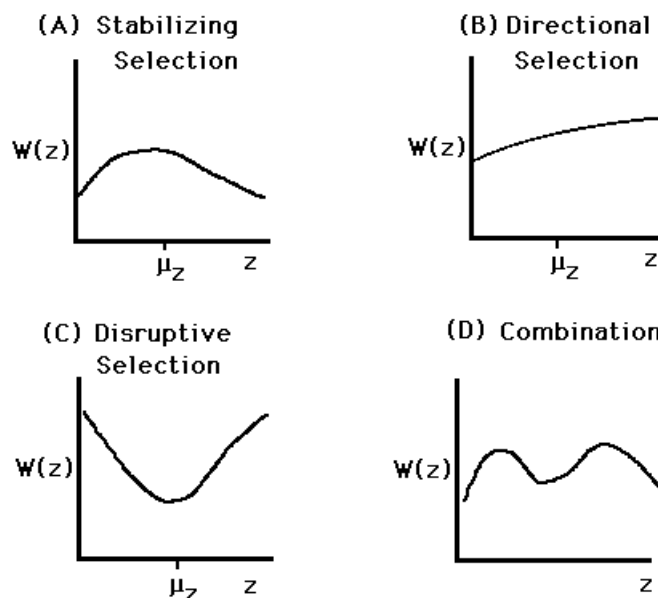 (A) Stabilizing
Selection
W(z)
μz
z
(B) Directional
Selection
W(z)
μz
z
(C) Disruptive
Selection
W(z)
μz
z
(D) Combination
W(z)
z